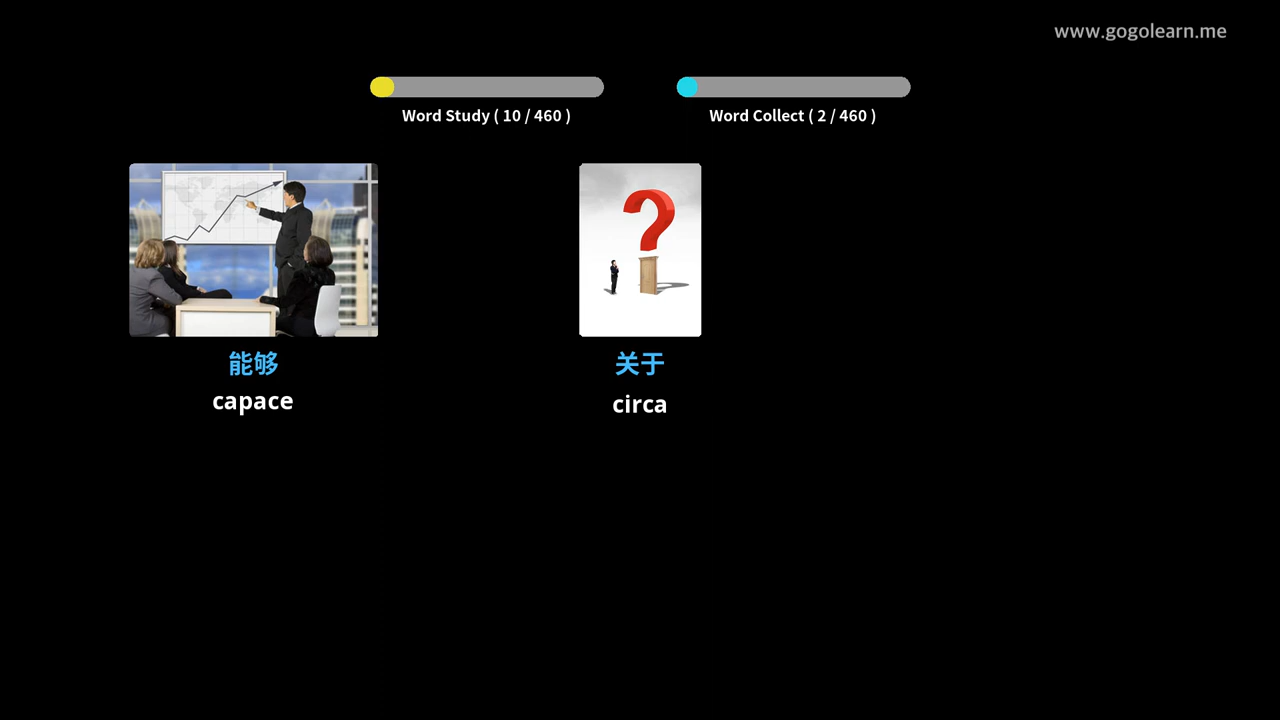 www.gogolearn.me
Word Study ( 10 / 460 )
Word Collect ( 2 / 460 )
能够
capace
关于
circa